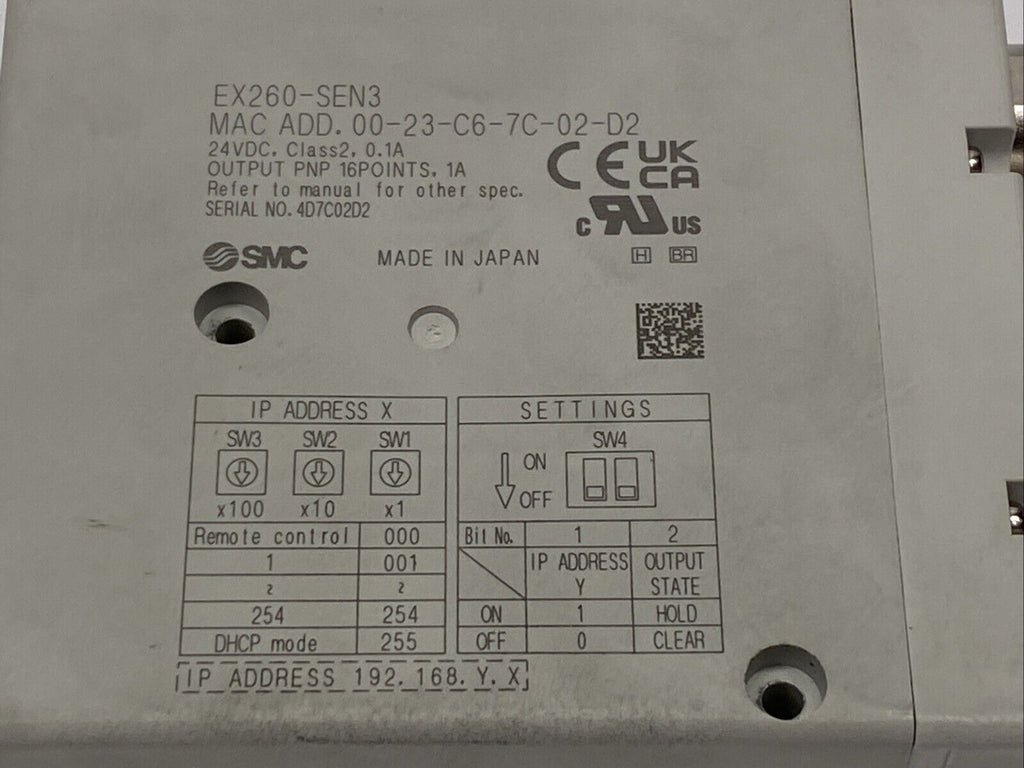 EX260-SEN3
MAC ADD. 00-23-C6-7C-02-D2
24VDC, Class2, 0.1A
OUTPUT PNP 16POINTS, 1A
Refer to manual for other spec.
SERIAL NO. 4D7C02D2
CE UK CA
c RU US
SMC MADE IN JAPAN
H BR
IP ADDRESS X
SW3 SW2 SW1
x100 x10 x1
Remote control 000
1 001
≀ ≀
254 254
DHCP mode 255
IP ADDRESS 192.168.Y.X
SETTINGS
SW4
ON
OFF
Bit No. 1 2
IP ADDRESS Y OUTPUT STATE
ON 1 HOLD
OFF 0 CLEAR